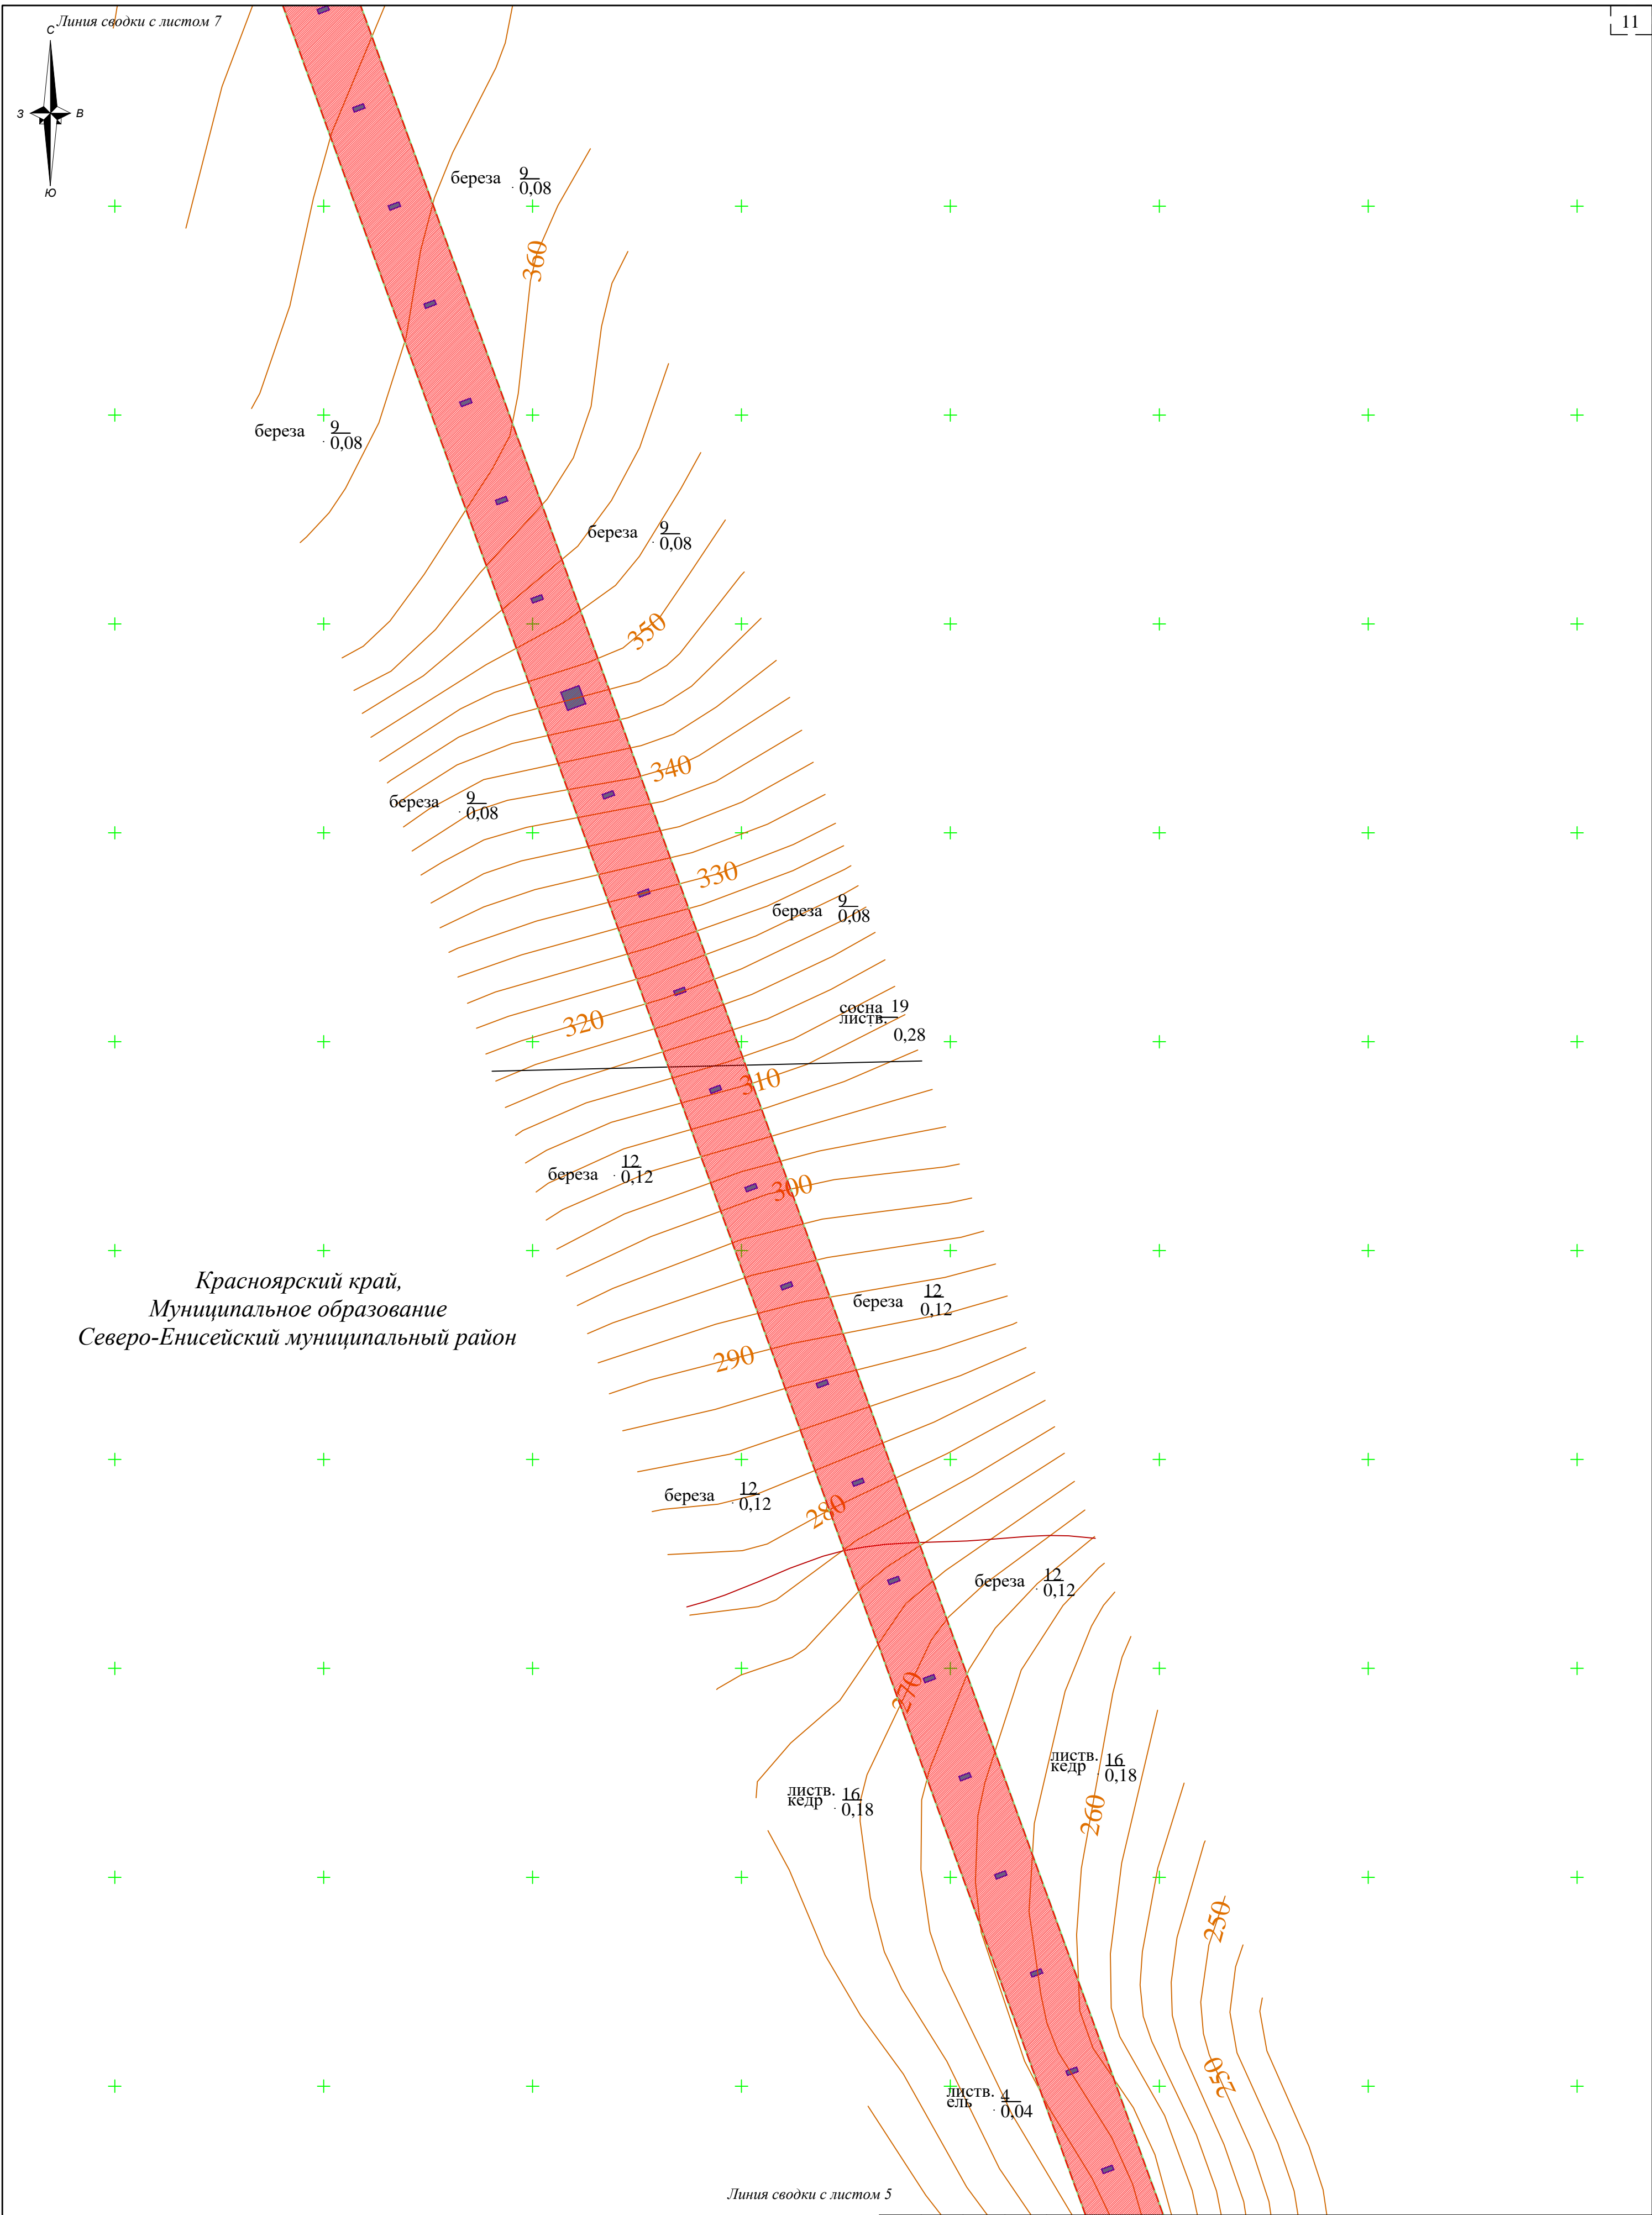 Линия сводки с листом 7
11
С
З
В
Ю
береза 9
0,08
360
береза 9
0,08
береза 9
0,08
350
340
береза 9
0,08
330
береза 9
0,08
сосна 19
листв.
0,28
320
310
береза 12
0,12
300
Красноярский край,
Муниципальное образование
Северо-Енисейский муниципальный район
береза 12
0,12
290
береза 12
0,12
280
береза 12
0,12
270
листв. 16
кедр 0,18
листв. 16
кедр 0,18
260
250
250
листв. 4
ель 0,04
Линия сводки с листом 5